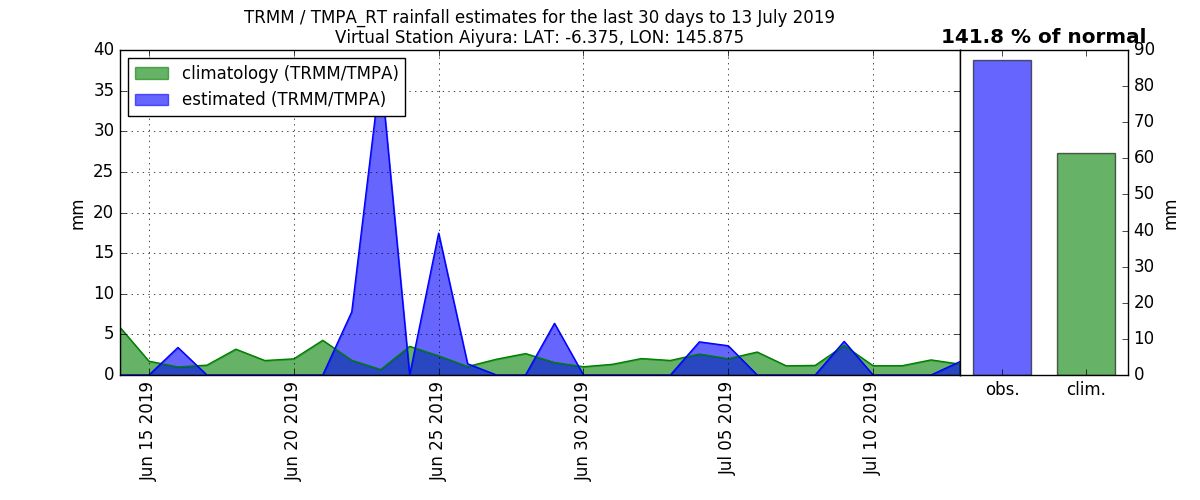 TRMM / TMPA_RT rainfall estimates for the last 30 days to 13 July 2019
Virtual Station Aiyura: LAT: -6.375, LON: 145.875
141.8 % of normal
climatology (TRMM/TMPA)
estimated (TRMM/TMPA)
40
35
30
25
20
15
10
5
0
mm
Jun 15 2019
Jun 20 2019
Jun 25 2019
Jun 30 2019
Jul 05 2019
Jul 10 2019
90
80
70
60
50
40
30
20
10
0
mm
obs.
clim.